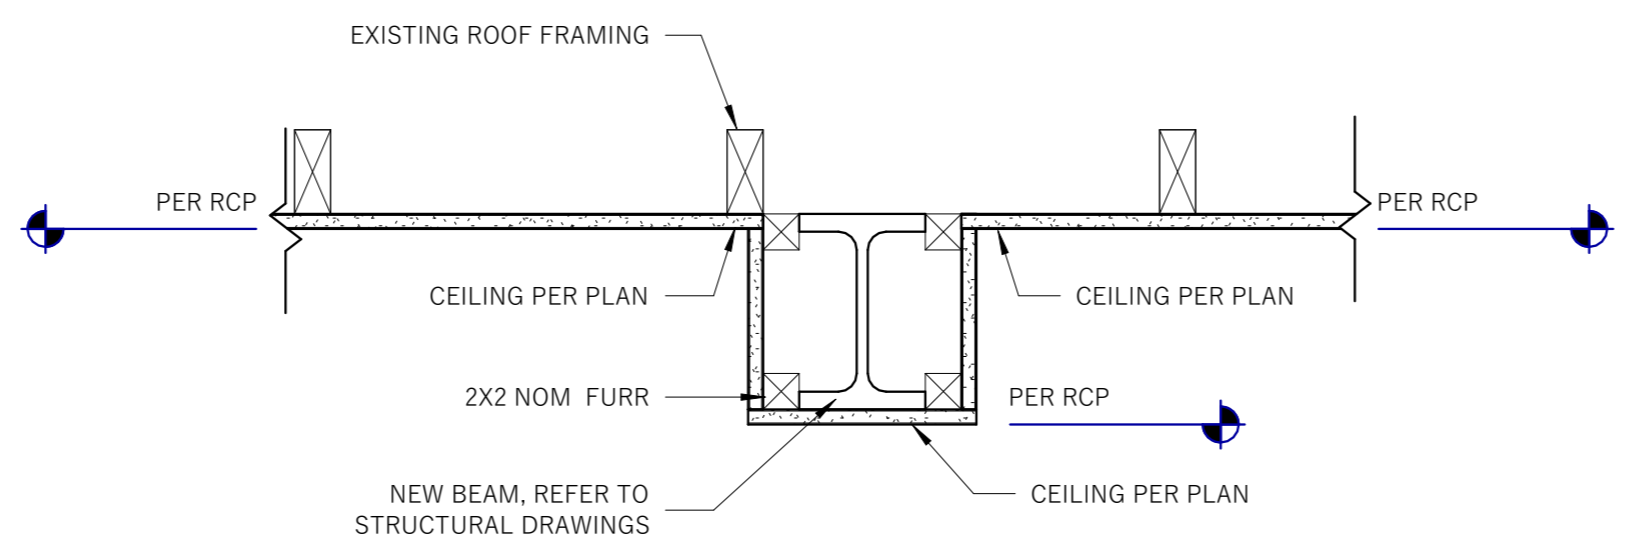 EXISTING ROOF FRAMING
PER RCP
PER RCP
CEILING PER PLAN
CEILING PER PLAN
2X2 NOM FURR
PER RCP
NEW BEAM, REFER TO
STRUCTURAL DRAWINGS
CEILING PER PLAN